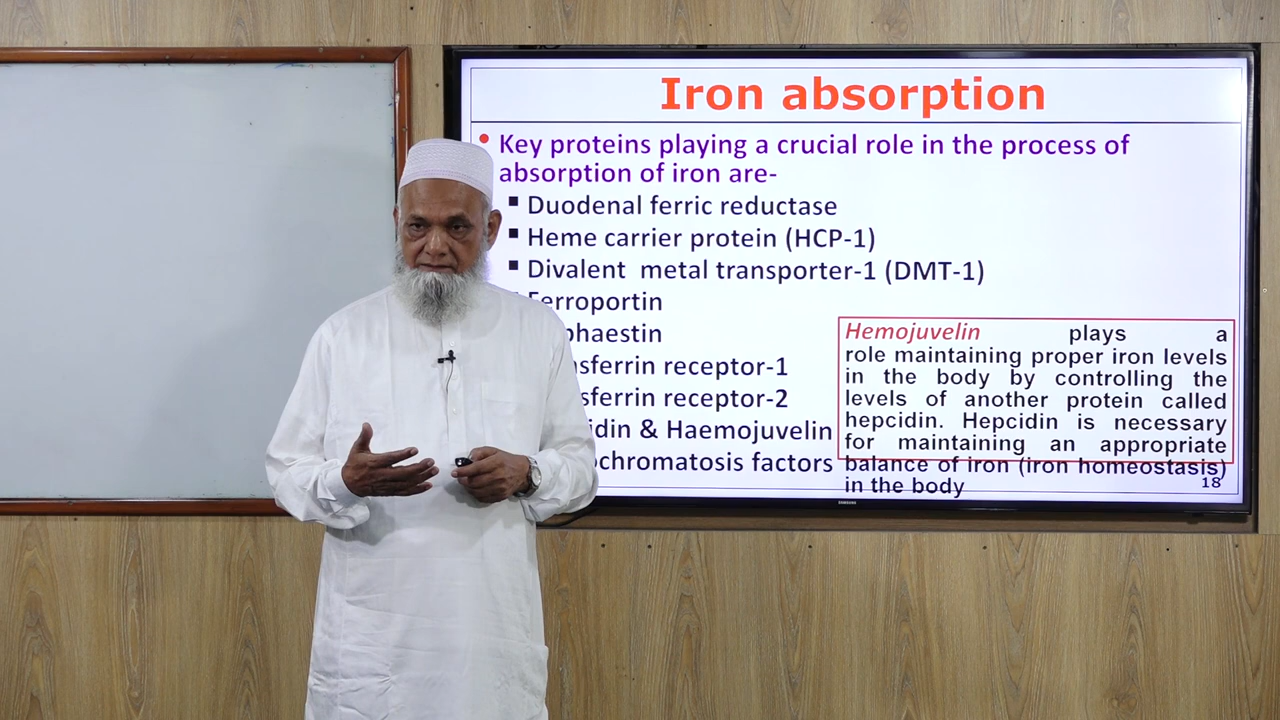 Iron absorption
Key proteins playing a crucial role in the process of
absorption of iron are-
Duodenal ferric reductase
Heme carrier protein (HCP-1)
Divalent metal transporter-1 (DMT-1)
Ferroportin
phaestin
nsferrin receptor-1
sferrin receptor-2
idin & Haemojuvelin
ochromatosis factors
Hemojuvelin plays a
role maintaining proper iron levels
in the body by controlling the
levels of another protein called
hepcidin. Hepcidin is necessary
for maintaining an appropriate
balance of iron (iron homeostasis)
in the body
18
SAMSUNG